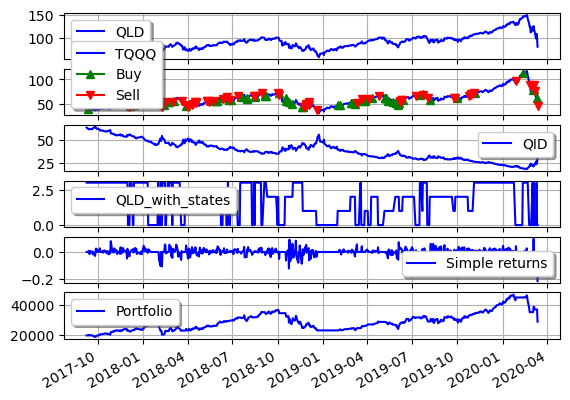 150
100
QLD
100
50
TQQQ
Buy
Sell
50
25
QID
2.5
0.0
QLD_with_states
0.0
−0.2
Simple returns
40000
20000
Portfolio
2017-10
2018-01
2018-04
2018-07
2018-10
2019-01
2019-04
2019-07
2019-10
2020-01
2020-04